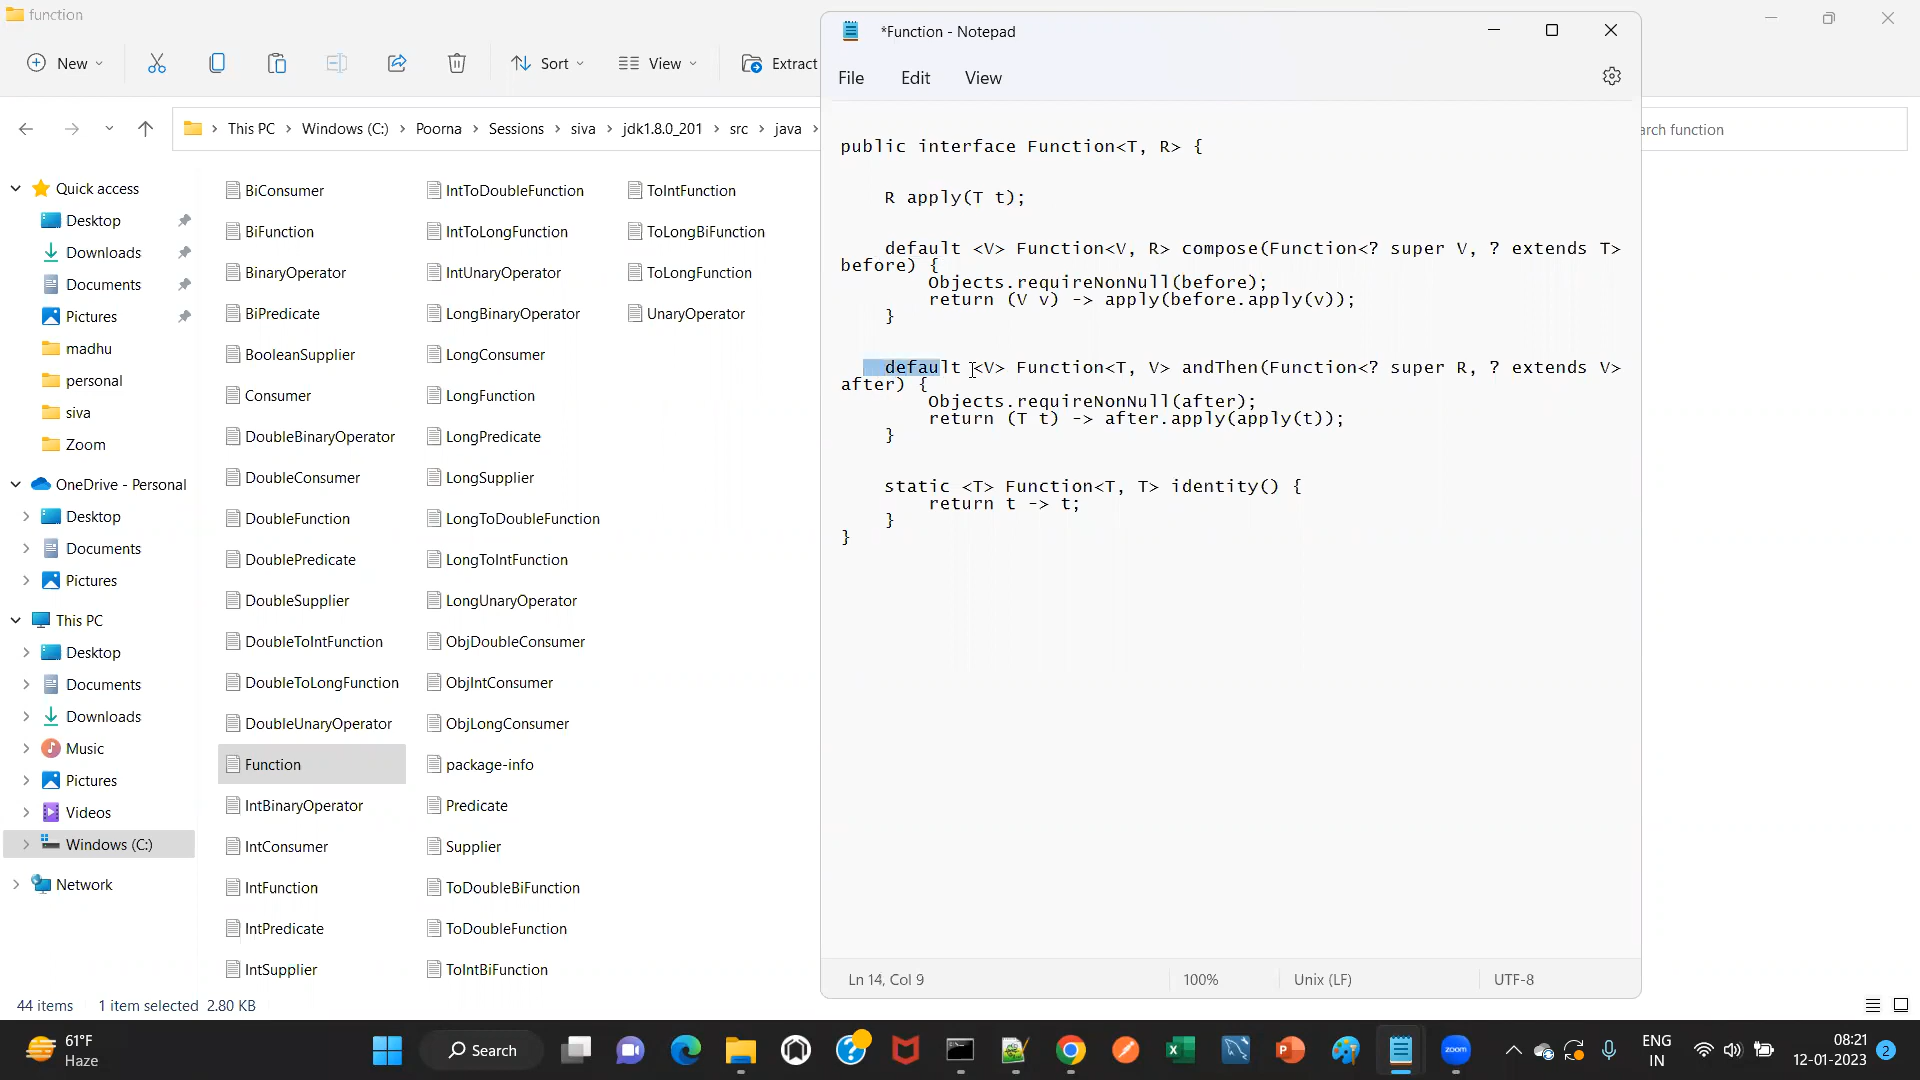 function
New
Sort
View
Extract
This PC > Windows (C:) > Poorna > Sessions > siva > jdk1.8.0_201 > src > java >
arch function
Quick access
Desktop
Downloads
Documents
Pictures
madhu
personal
siva
Zoom
OneDrive - Personal
Desktop
Documents
Pictures
This PC
Desktop
Documents
Downloads
Music
Pictures
Videos
Windows (C:)
Network
BiConsumer
BiFunction
BinaryOperator
BiPredicate
BooleanSupplier
Consumer
DoubleBinaryOperator
DoubleConsumer
DoubleFunction
DoublePredicate
DoubleSupplier
DoubleToIntFunction
DoubleToLongFunction
DoubleUnaryOperator
Function
IntBinaryOperator
IntConsumer
IntFunction
IntPredicate
IntSupplier
IntToDoubleFunction
IntToLongFunction
IntUnaryOperator
LongBinaryOperator
LongConsumer
LongFunction
LongPredicate
LongSupplier
LongToDoubleFunction
LongToIntFunction
LongUnaryOperator
ObjDoubleConsumer
ObjIntConsumer
ObjLongConsumer
package-info
Predicate
Supplier
ToDoubleBiFunction
ToDoubleFunction
ToIntBiFunction
ToIntFunction
ToLongBiFunction
ToLongFunction
UnaryOperator
*Function - Notepad
File Edit View
public interface Function<T, R> {
R apply(T t);
default <V> Function<V, R> compose(Function<? super V, ? extends T>
before) {
Objects.requireNonNull(before);
return (V v) -> apply(before.apply(v));
}
default <V> Function<T, V> andThen(Function<? super R, ? extends V>
after) {
Objects.requireNonNull(after);
return (T t) -> after.apply(apply(t));
}
static <T> Function<T, T> identity() {
return t -> t;
}
}
Ln 14, Col 9
100%
Unix (LF)
UTF-8
44 items 1 item selected 2.80 KB
61°F
Haze
Search
zoom
ENG
IN
08:21
12-01-2023
2